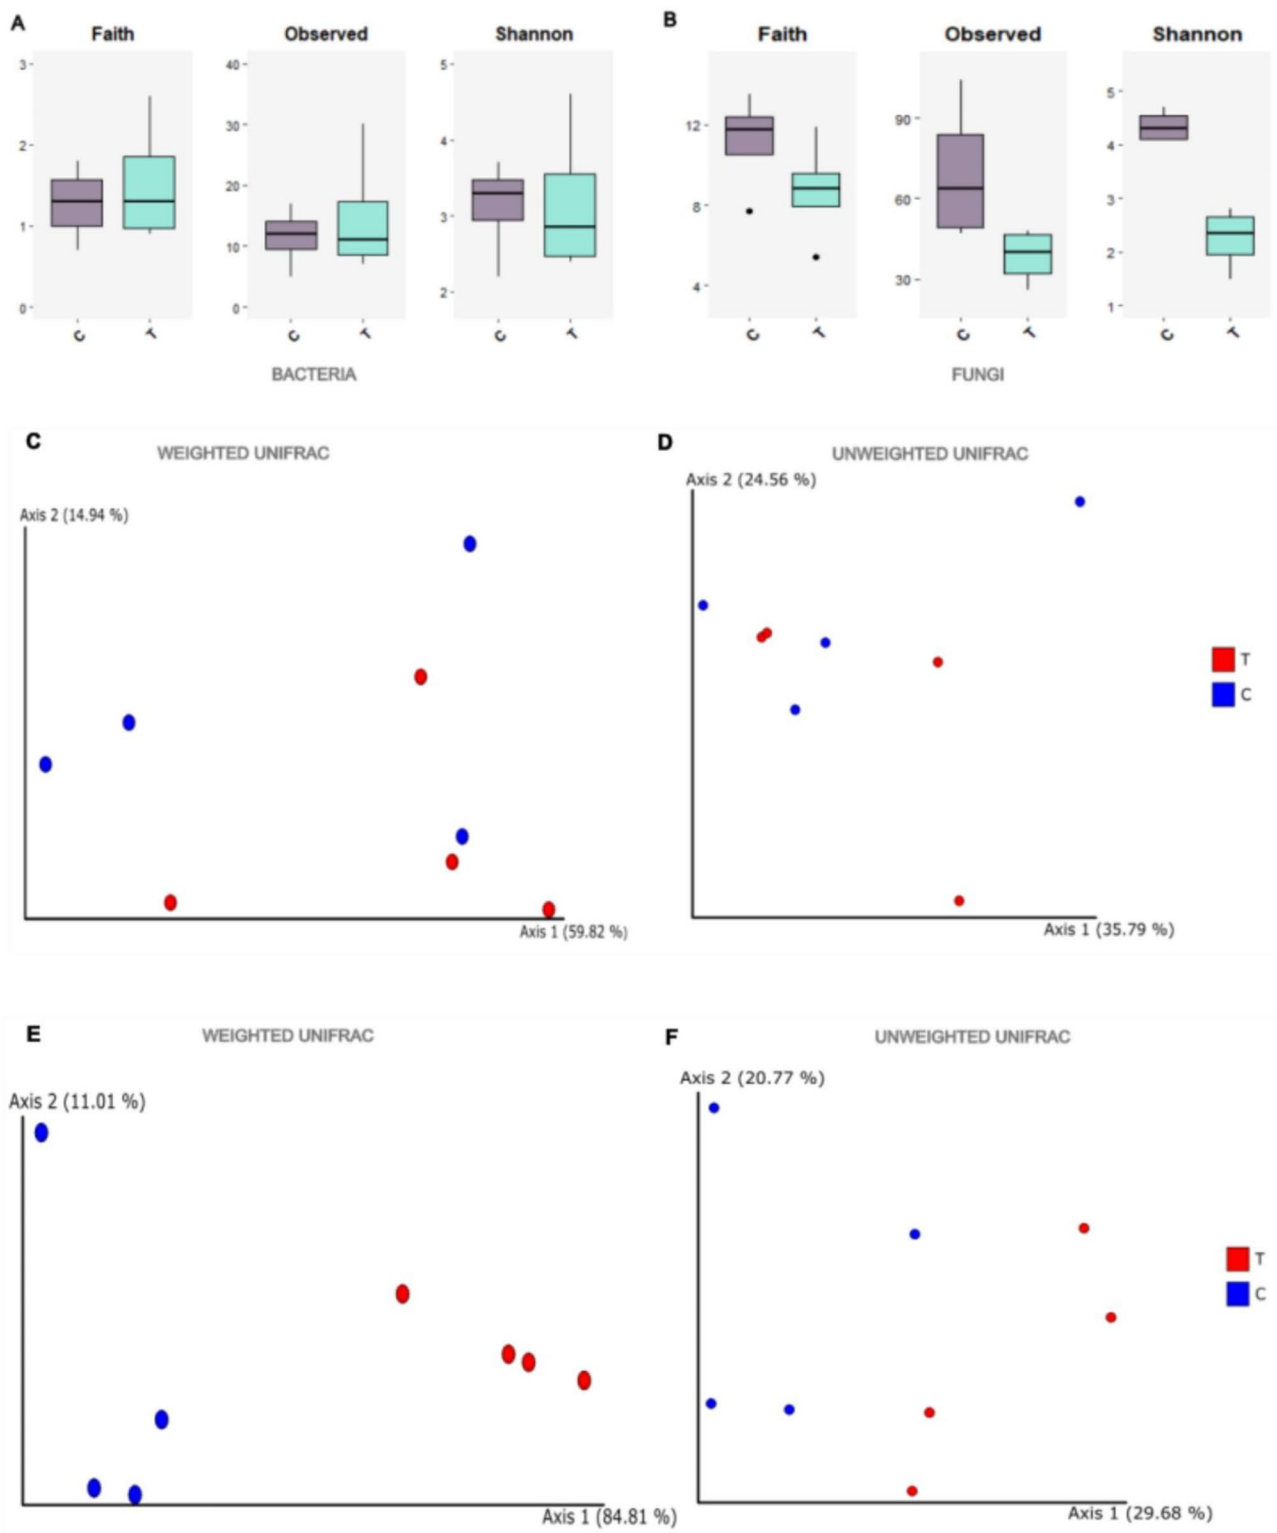 A
Faith
Observed
Shannon
3
2
1
0
40
30
20
10
0
5
4
3
2
C
T
C
T
C
T
BACTERIA
B
Faith
Observed
Shannon
12
8
4
90
60
30
5
4
3
2
1
C
T
C
T
C
T
FUNGI
C
WEIGHTED UNIFRAC
Axis 2 (14.94 %)
Axis 1 (59.82 %)
D
UNWEIGHTED UNIFRAC
Axis 2 (24.56 %)
Axis 1 (35.79 %)
T
C
E
WEIGHTED UNIFRAC
Axis 2 (11.01 %)
Axis 1 (84.81 %)
F
UNWEIGHTED UNIFRAC
Axis 2 (20.77 %)
Axis 1 (29.68 %)
T
C